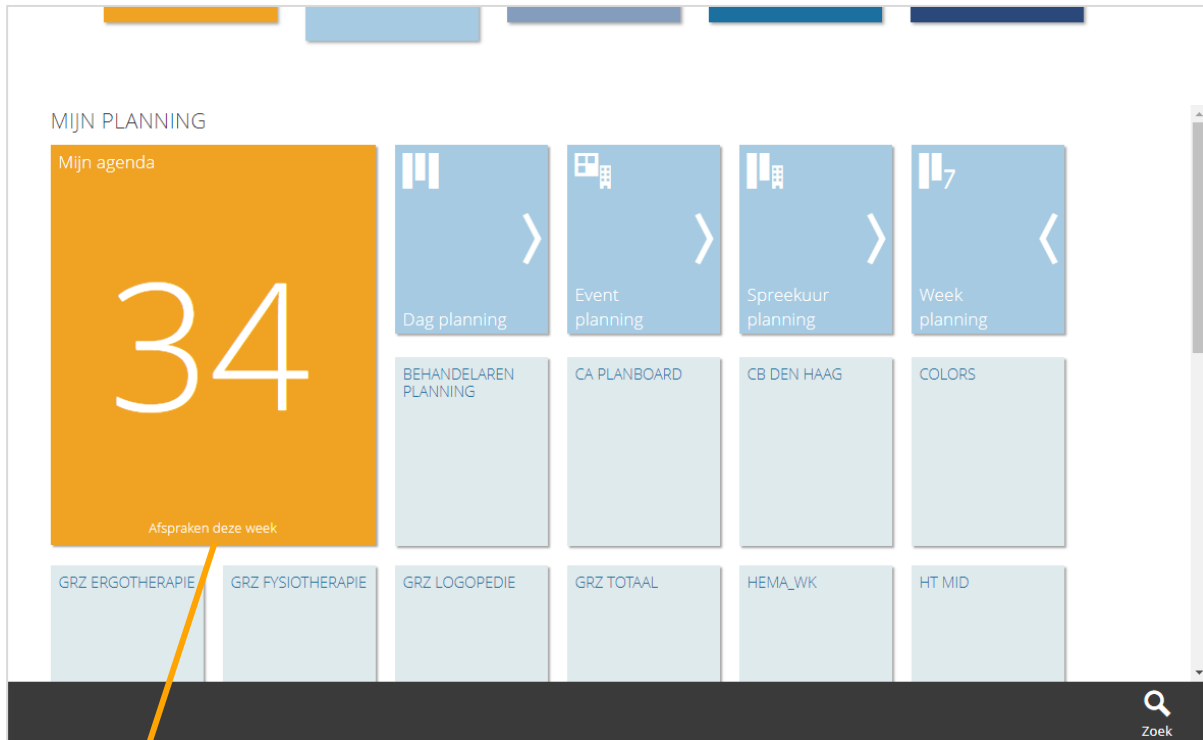 MIJN PLANNING
Mijn agenda
34
Afspraken deze week
Dag planning
Event
planning
Spreekuur
planning
7
Week
planning
BEHANDELAREN
PLANNING
CA PLANBOARD
CB DEN HAAG
COLORS
GRZ ERGOTHERAPIE
GRZ FYSIOTHERAPIE
GRZ LOGOPEDIE
GRZ TOTAAL
HEMA_WK
HT MID
Zoek